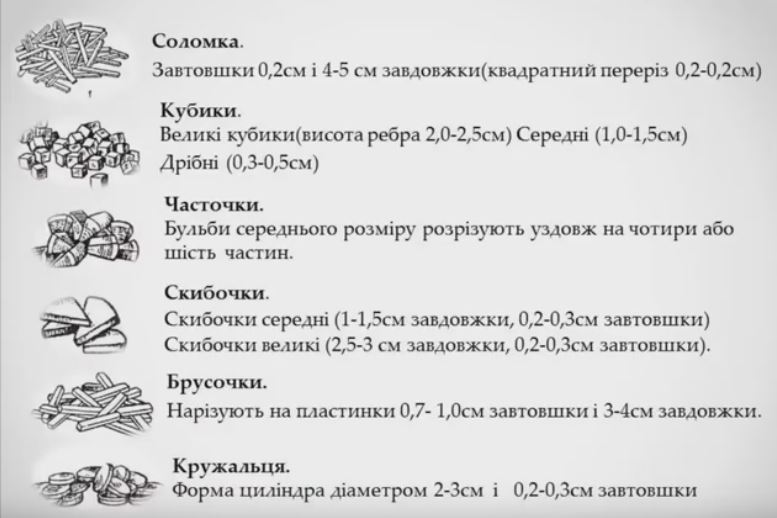 Соломка.
Завтовшки 0,2см і 4-5 см завдовжки(квадратний переріз 0,2-0,2см)
Кубики.
Великі кубики(висота ребра 2,0-2,5см) Середні (1,0-1,5см)
Дрібні (0,3-0,5см)
Часточки.
Бульби середнього розміру розрізують уздовж на чотири або
шість частин.
Скибочки.
Скибочки середні (1-1,5см завдовжки, 0,2-0,3см завтовшки)
Скибочки великі (2,5-3 см завдовжки, 0,2-0,3см завтовшки).
Брусочки.
Нарізують на пластинки 0,7- 1,0см завтовшки і 3-4см завдовжки.
Кружальця.
Форма циліндра діаметром 2-3см і 0,2-0,3см завтовшки